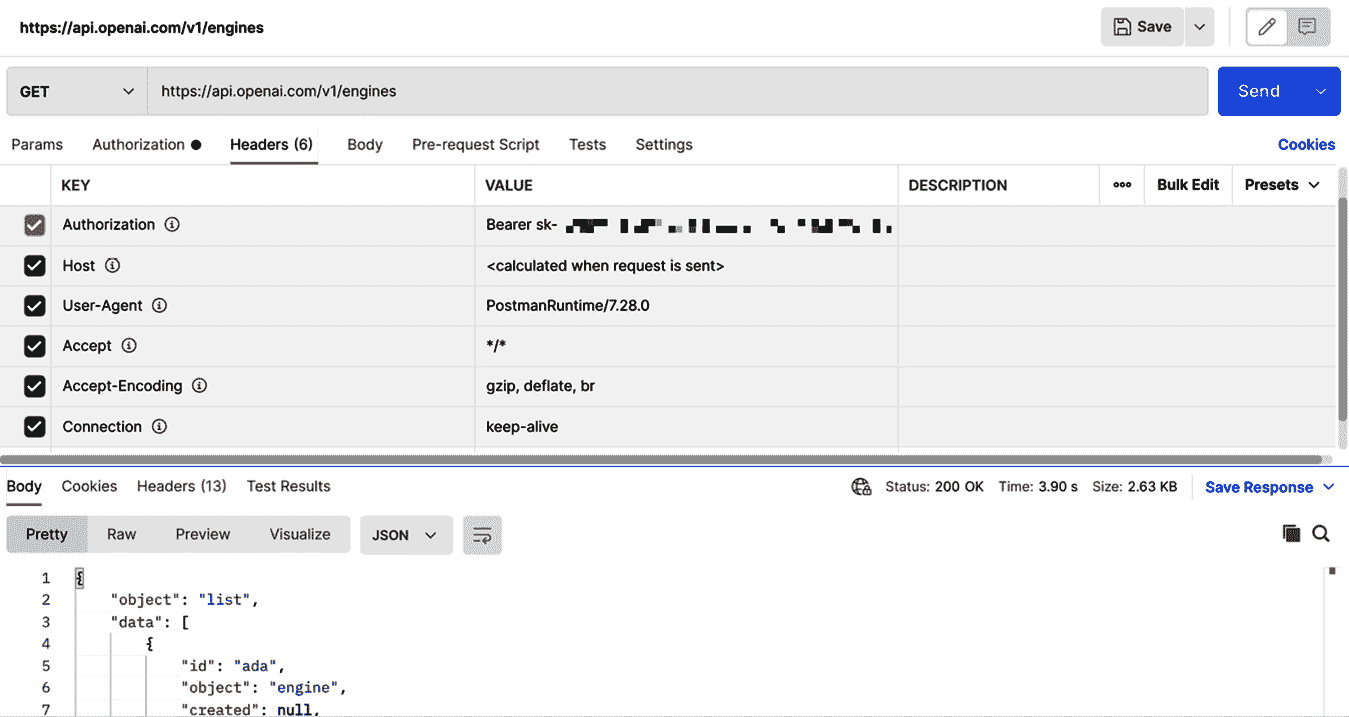 https://api.openai.com/v1/engines
Save
GET https://api.openai.com/v1/engines Send
Params Authorization Headers (6) Body Pre-request Script Tests Settings Cookies
KEY VALUE DESCRIPTION ooo Bulk Edit Presets
Authorization Bearer sk-
Host <calculated when request is sent>
User-Agent PostmanRuntime/7.28.0
Accept */*
Accept-Encoding gzip, deflate, br
Connection keep-alive
Body Cookies Headers (13) Test Results Status: 200 OK Time: 3.90 s Size: 2.63 KB Save Response
Pretty Raw Preview Visualize JSON
1 {
2 "object": "list",
3 "data": [
4 {
5 "id": "ada",
6 "object": "engine",
7 "created": null,